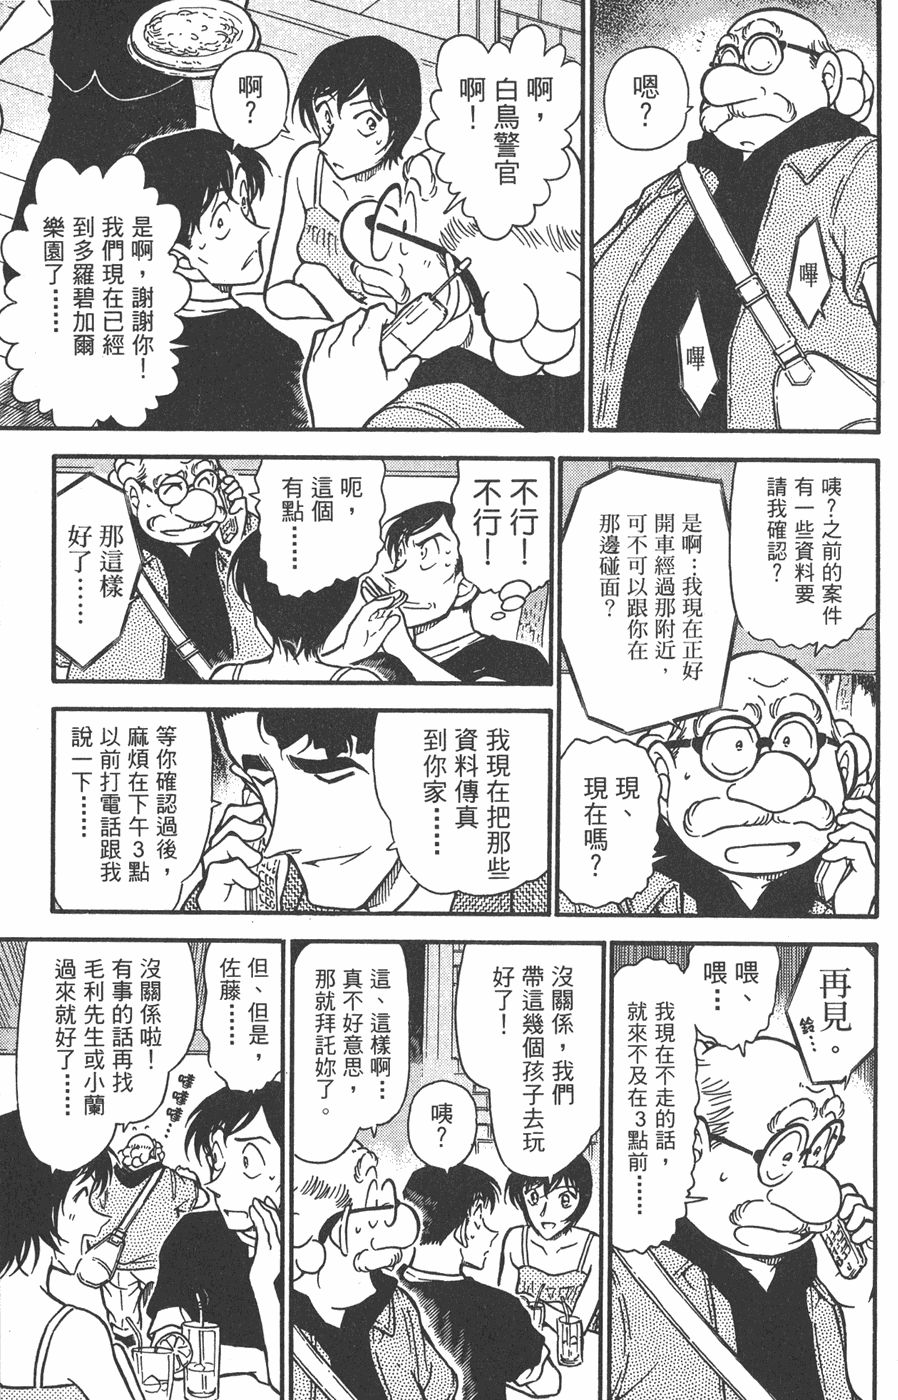 嗯？
嗶
嗶
啊，
白鳥警官
啊！
啊？
是啊，謝謝你！
我們現在已經
到多羅碧加爾
樂園了……
咦？之前的案件
有一些資料要
請我確認？
是啊…我現在正好
開車經過那附近，
可不可以跟你在
那邊碰面？
現、
現在嗎？
不行！
不行！
呃，
這個
有點……
那這樣
好了……
我現在把那些
資料傳真
到你家……
等你確認過後，
麻煩在下午3點
以前打電話跟我
說一下……
再見。
喂、
喂…
我現在不走的話，
就來不及在3點前……
沒關係，我們
帶這幾個孩子去玩
好了！
咦？
這、這樣啊…
真不好意思，
那就拜託妳了。
但、但是，
佐藤……
沒關係啦！
有事的話再找
毛利先生或小蘭
過來就好了……